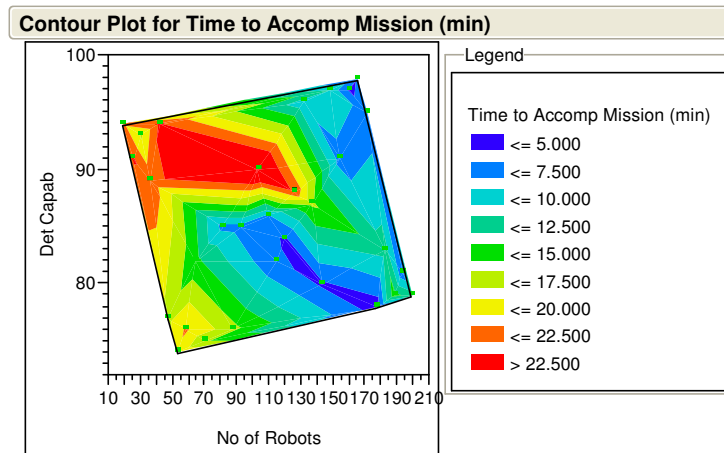 Contour Plot for Time to Accomp Mission (min)
Legend
100
90
80
Det Capab
10 30 50 70 90 110 130 150 170 190 210
No of Robots
Time to Accomp Mission (min)
<= 5.000
<= 7.500
<= 10.000
<= 12.500
<= 15.000
<= 17.500
<= 20.000
<= 22.500
> 22.500